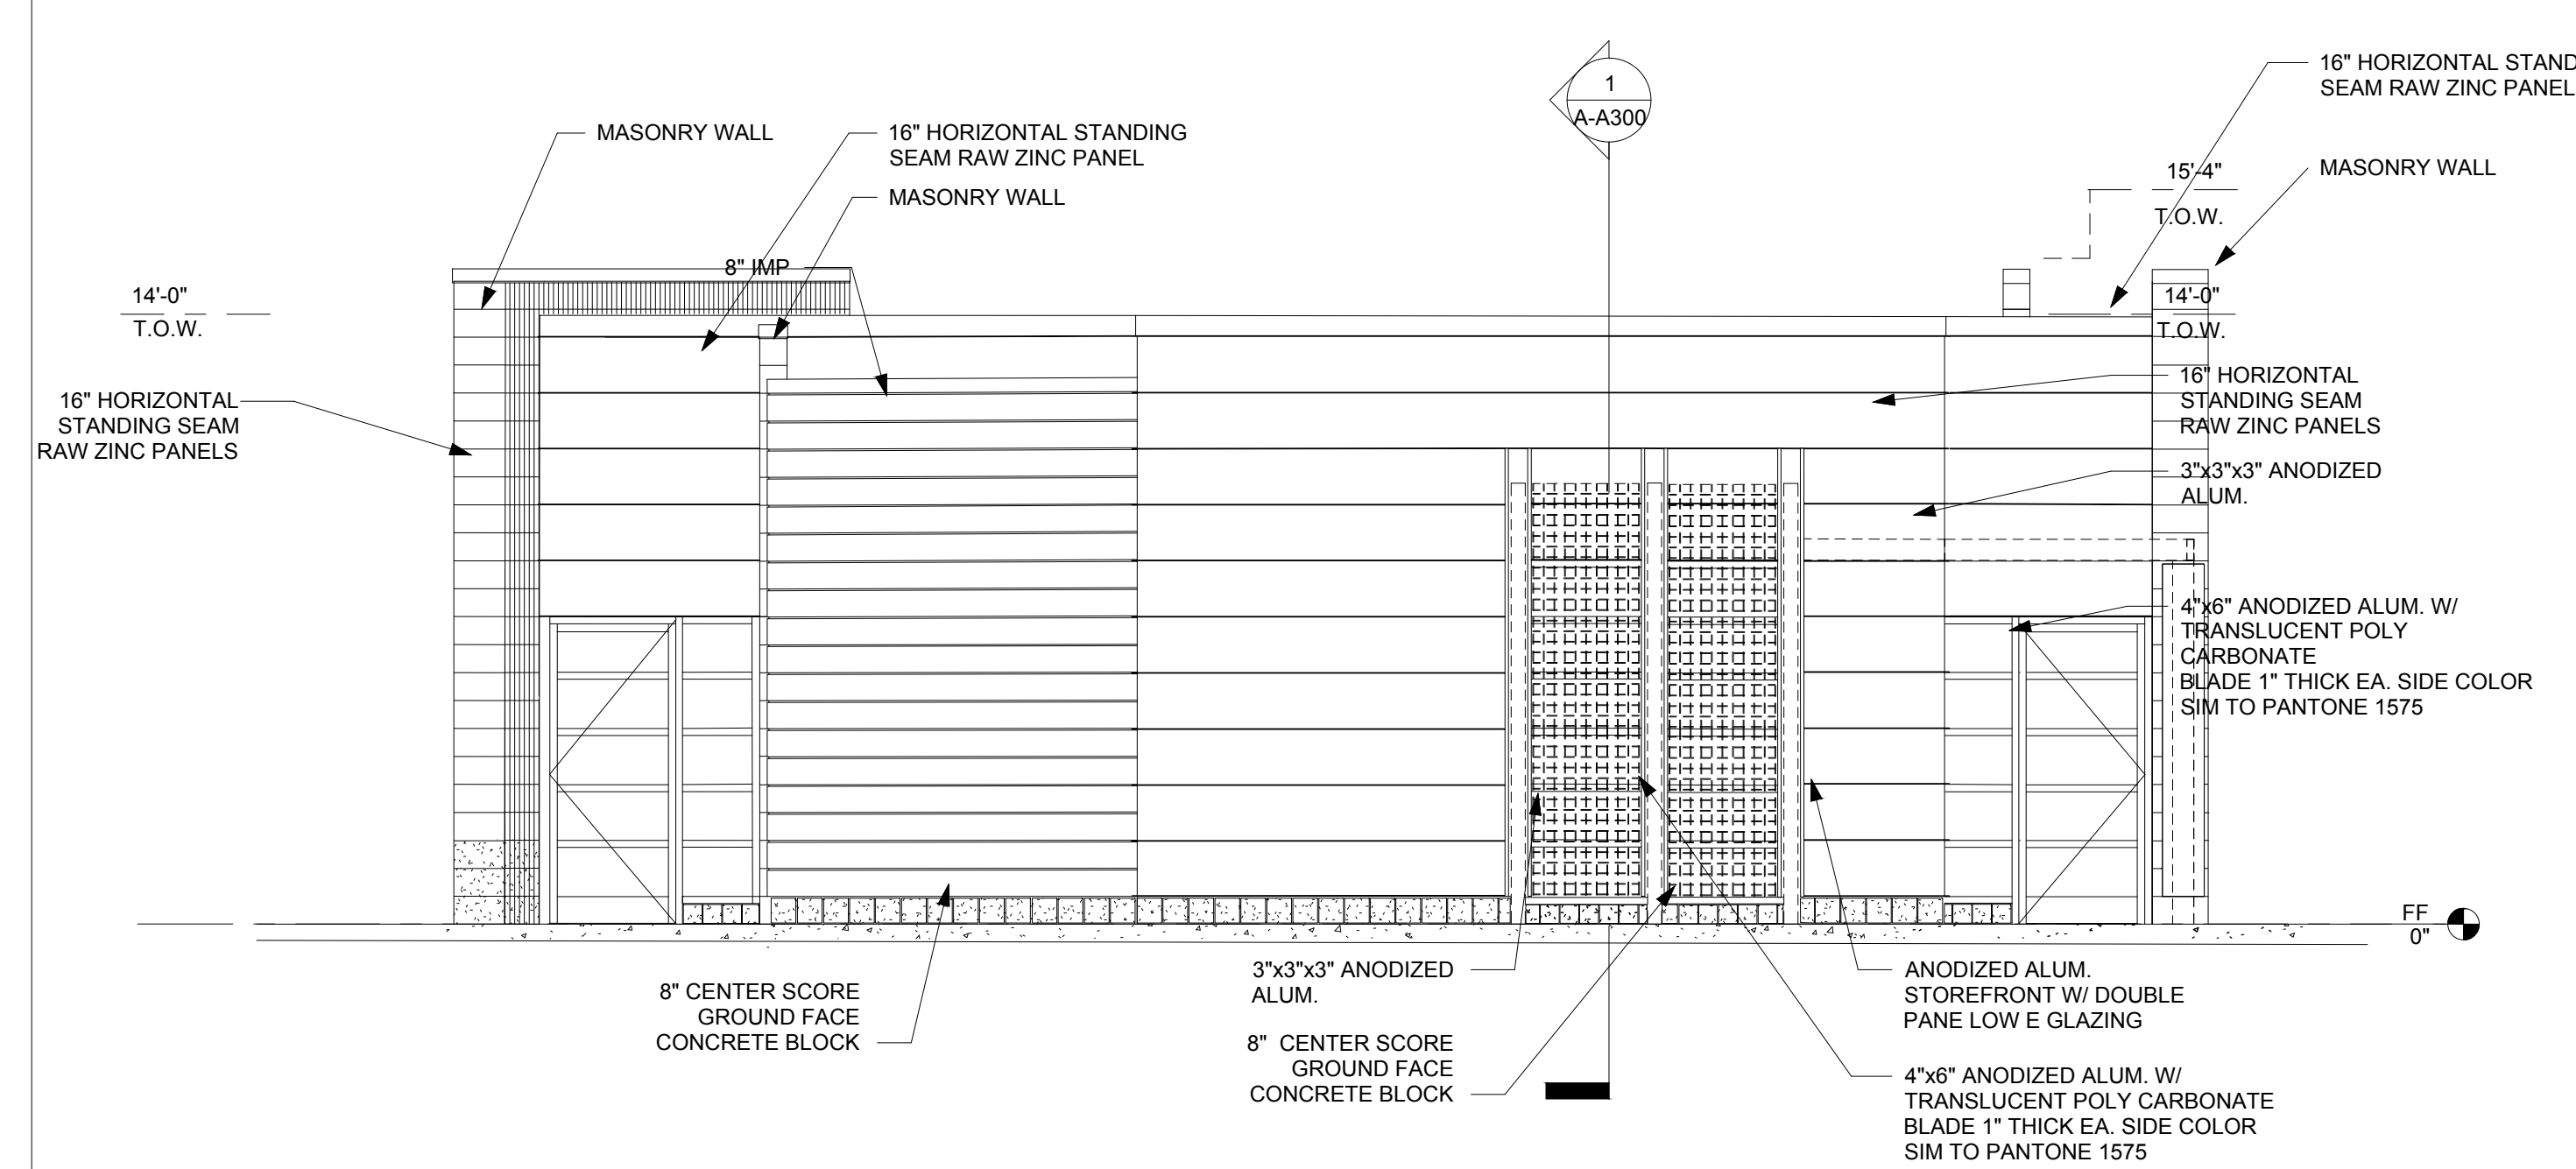 1
A-A300
16" HORIZONTAL STAND
SEAM RAW ZINC PANEL
MASONRY WALL
16" HORIZONTAL STANDING
SEAM RAW ZINC PANEL
MASONRY WALL
MASONRY WALL
15'-4"
T.O.W.
8" IMP
14'-0"
T.O.W.
14'-0"
T.O.W.
16" HORIZONTAL
STANDING SEAM
RAW ZINC PANELS
16" HORIZONTAL
STANDING SEAM
RAW ZINC PANELS
3"x3"x3" ANODIZED
ALUM.
4"x6" ANODIZED ALUM. W/
TRANSLUCENT POLY
CARBONATE
BLADE 1" THICK EA. SIDE COLOR
SIM TO PANTONE 1575
FF
0"
8" CENTER SCORE
GROUND FACE
CONCRETE BLOCK
3"x3"x3" ANODIZED
ALUM.
8" CENTER SCORE
GROUND FACE
CONCRETE BLOCK
ANODIZED ALUM.
STOREFRONT W/ DOUBLE
PANE LOW E GLAZING
4"x6" ANODIZED ALUM. W/
TRANSLUCENT POLY CARBONATE
BLADE 1" THICK EA. SIDE COLOR
SIM TO PANTONE 1575